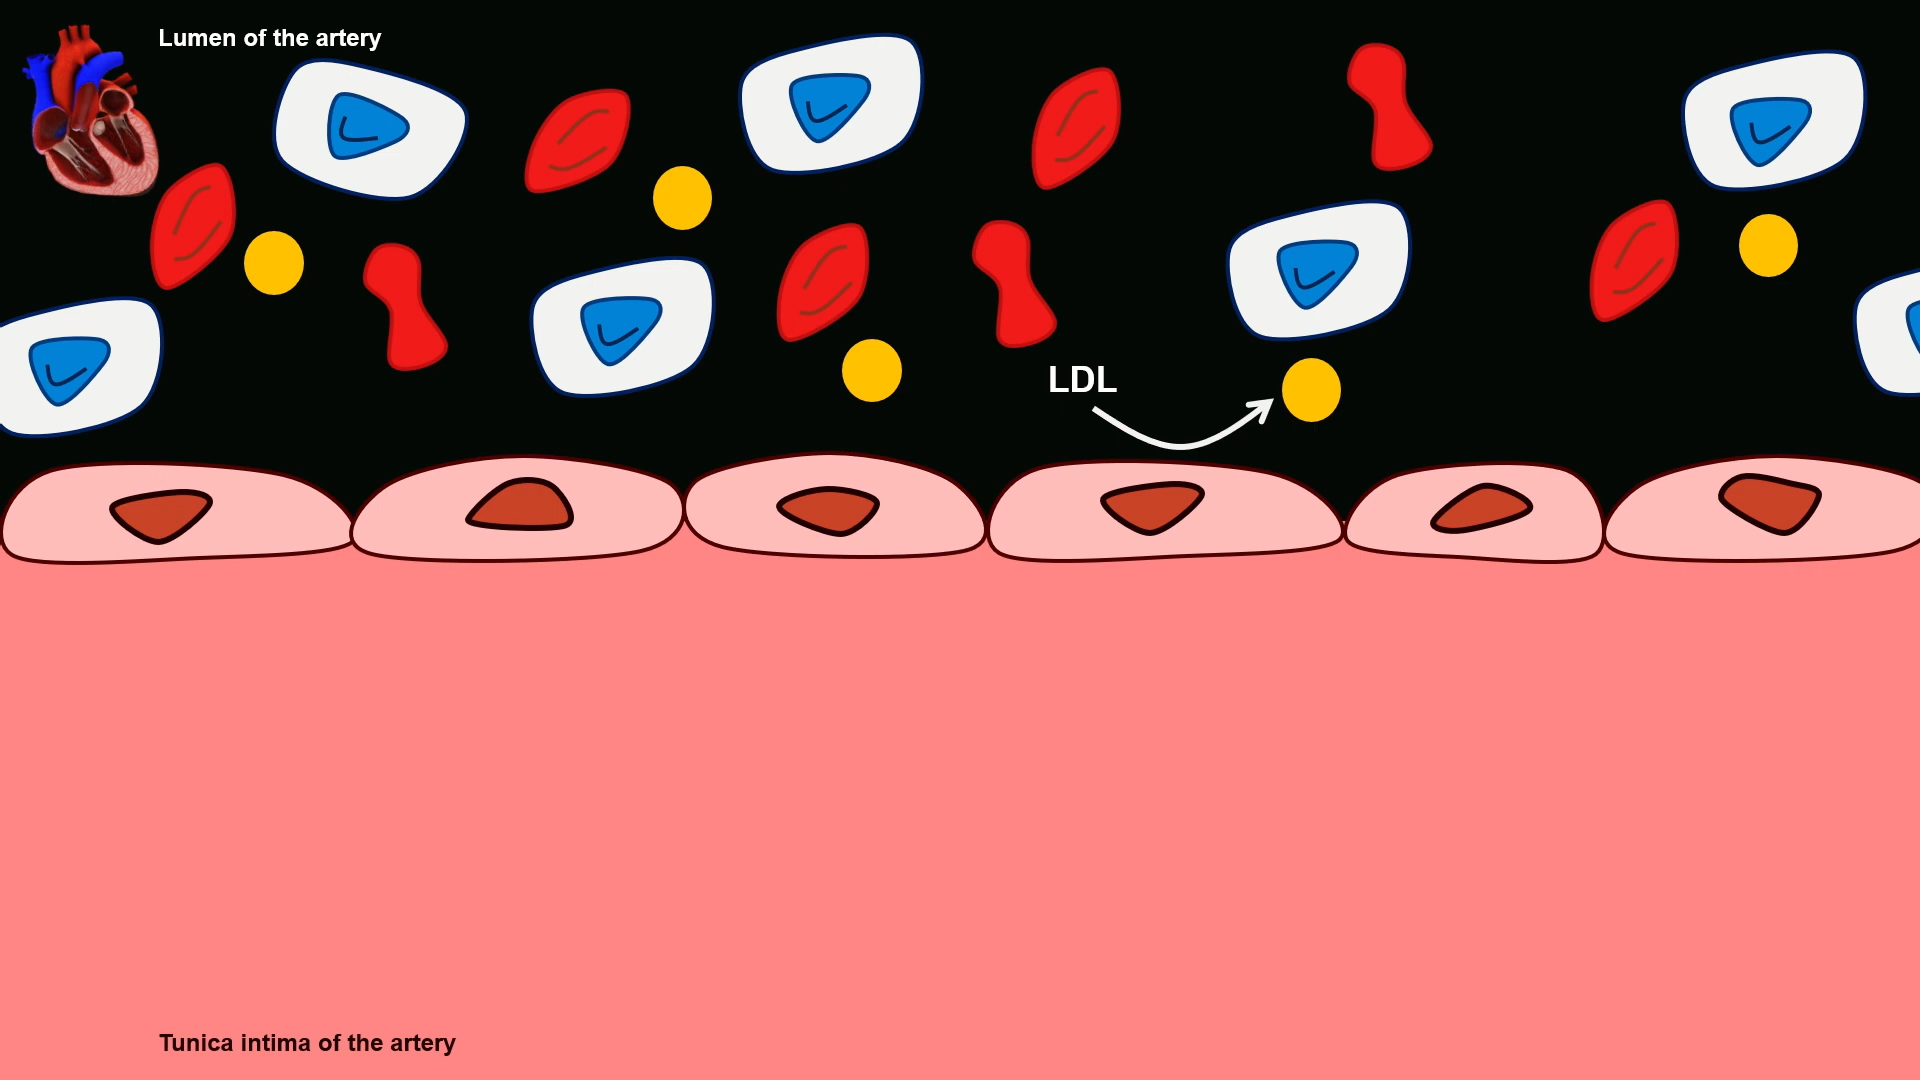 Lumen of the artery
LDL
Tunica intima of the artery